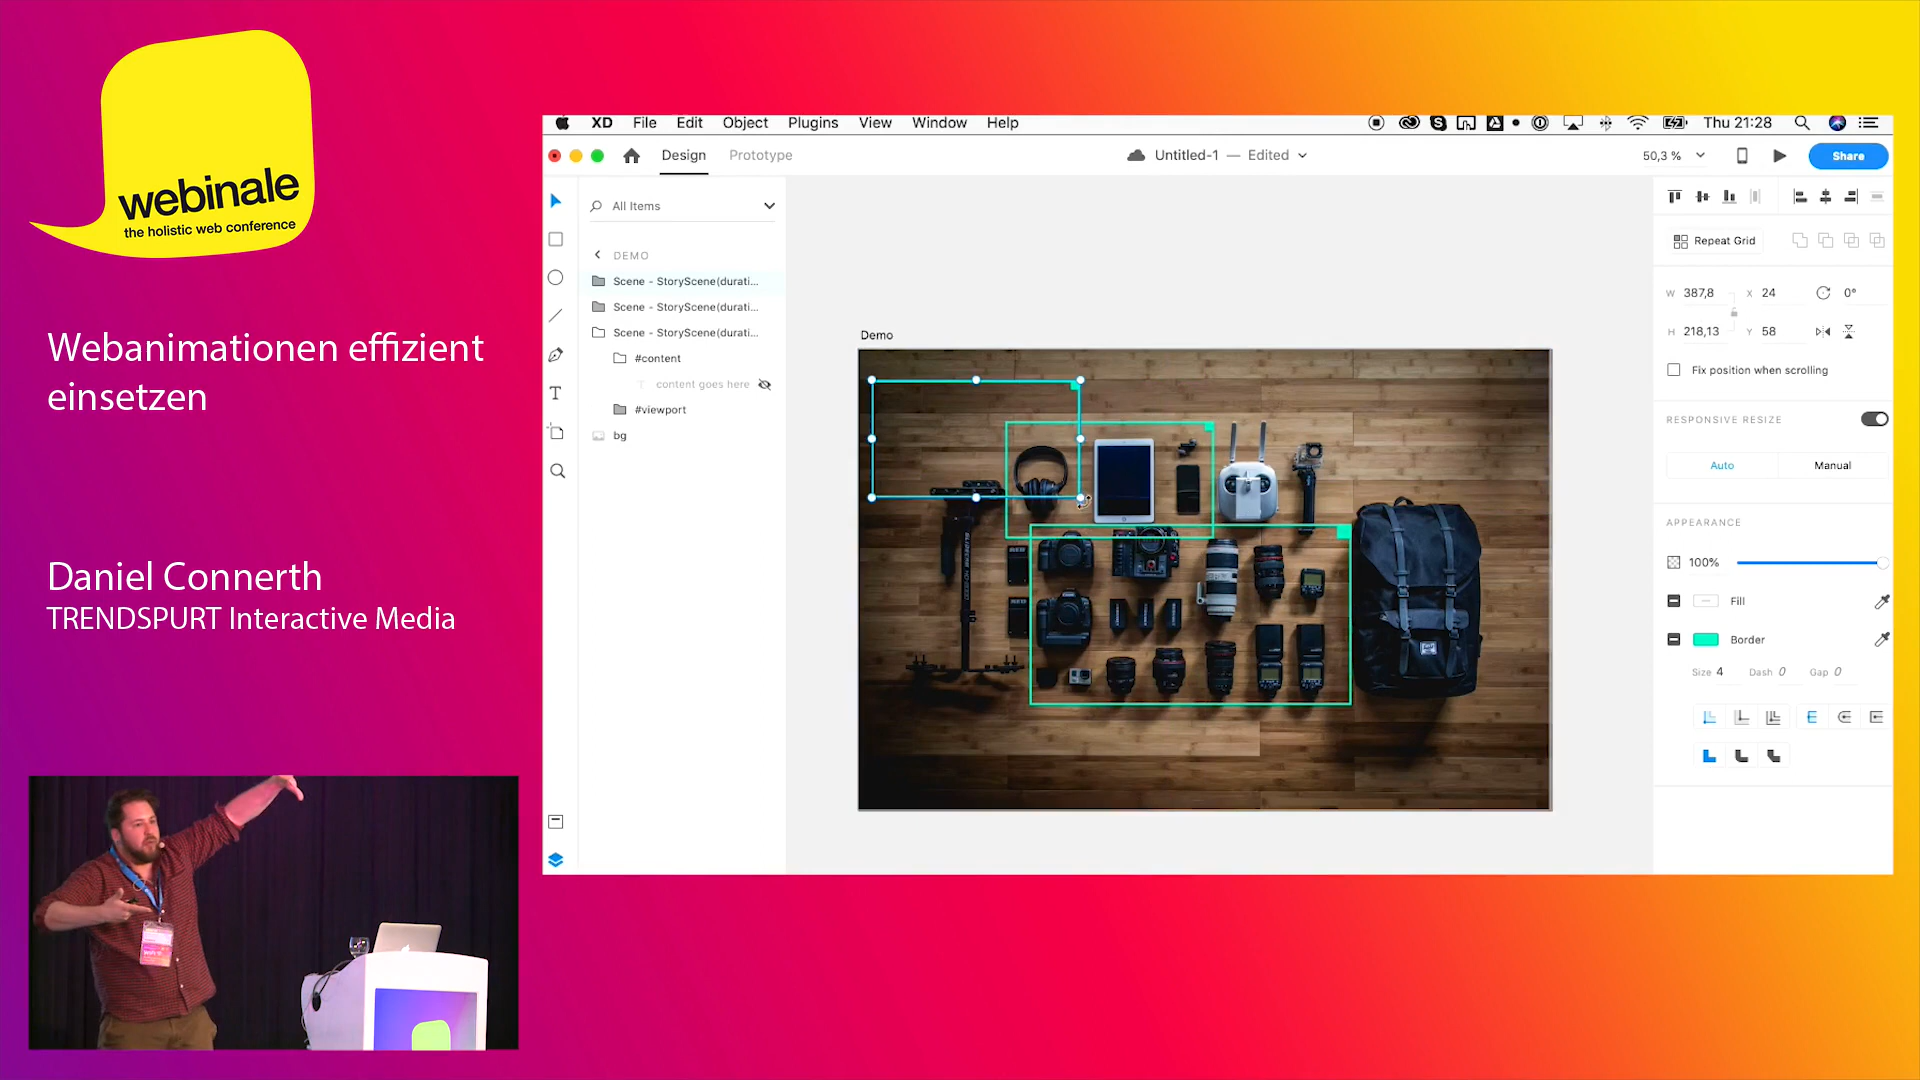 webinale
the holistic web conference
Webanimationen effizient
einsetzen
Daniel Connerth
TRENDSPURT Interactive Media
XD File Edit Object Plugins View Window Help
Thu 21:28
Design Prototype
Untitled-1 — Edited
50,3 %
Share
All Items
DEMO
Scene - StoryScene(durati...
Scene - StoryScene(durati...
Scene - StoryScene(durati...
#content
T content goes here
#viewport
bg
T
Demo
Repeat Grid
W 387,8 X 24 0°
H 218,13 Y 58
Fix position when scrolling
RESPONSIVE RESIZE
Auto Manual
APPEARANCE
100%
Fill
Border
Size 4 Dash 0 Gap 0